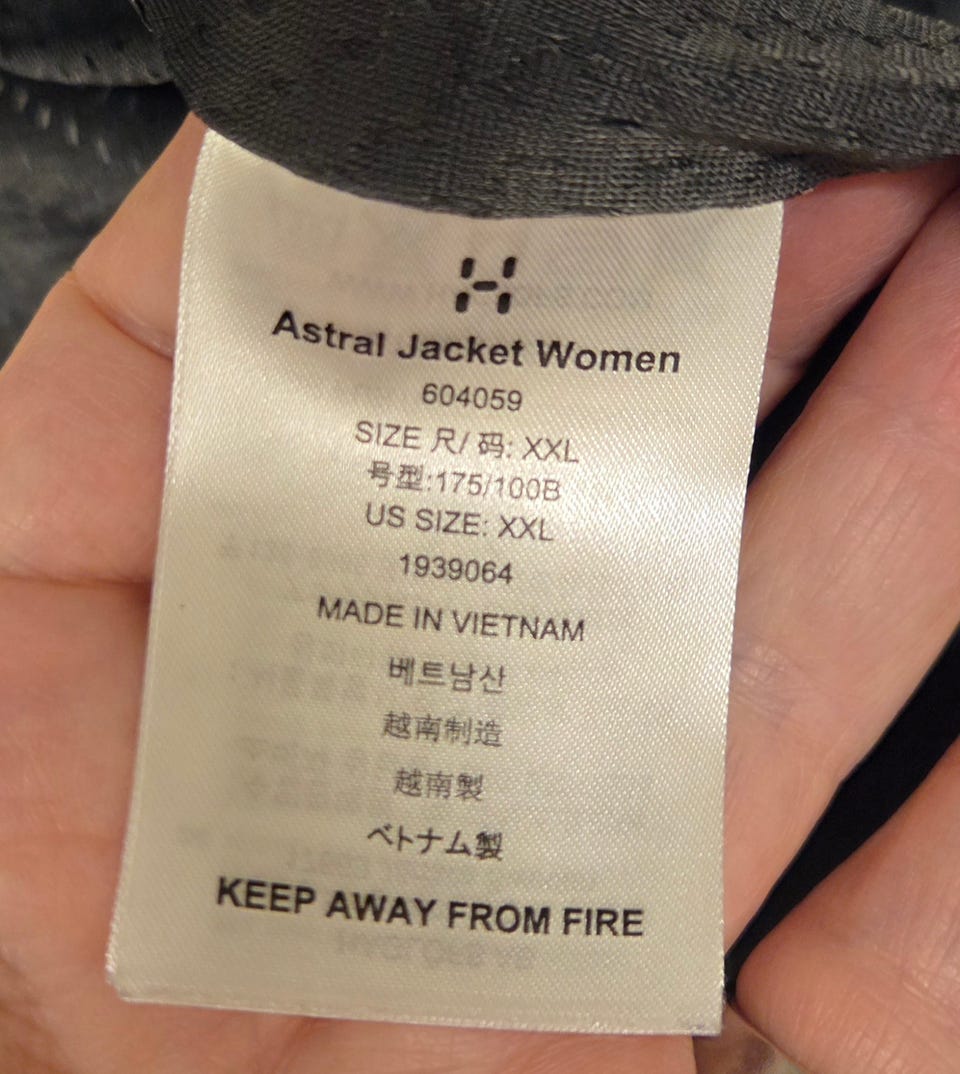 Astral Jacket Women
604059
SIZE 尺/ 码: XXL
号型:175/100B
US SIZE: XXL
1939064
MADE IN VIETNAM
베트남산
越南制造
越南製
ベトナム製
KEEP AWAY FROM FIRE